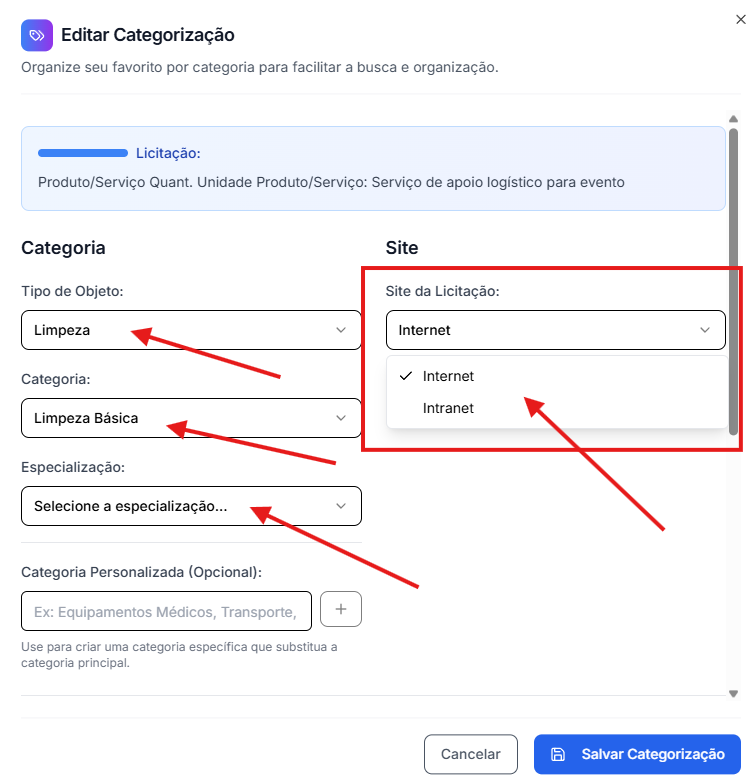 Editar Categorização
Organize seu favorito por categoria para facilitar a busca e organização.
Licitação:
Produto/Serviço Quant. Unidade Produto/Serviço: Serviço de apoio logístico para evento
Categoria
Tipo de Objeto:
Limpeza
Categoria:
Limpeza Básica
Especialização:
Selecione a especialização...
Categoria Personalizada (Opcional):
Ex: Equipamentos Médicos, Transporte,
Use para criar uma categoria específica que substitua a
categoria principal.
Site
Site da Licitação:
Internet
Internet
Intranet
Cancelar
Salvar Categorização